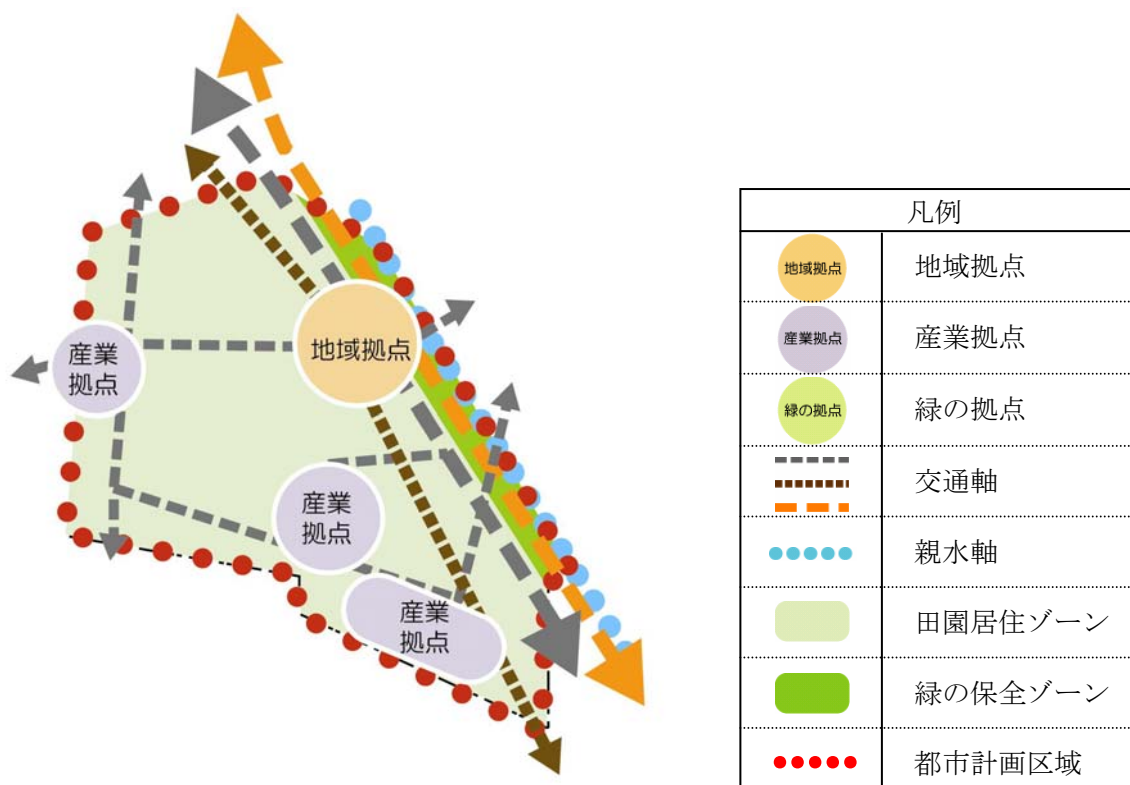 地域拠点
産業
拠点
産業
拠点
産業
拠点
凡例
地域拠点
地域拠点
産業拠点
産業拠点
緑の拠点
緑の拠点
交通軸
親水軸
田園居住ゾーン
緑の保全ゾーン
都市計画区域